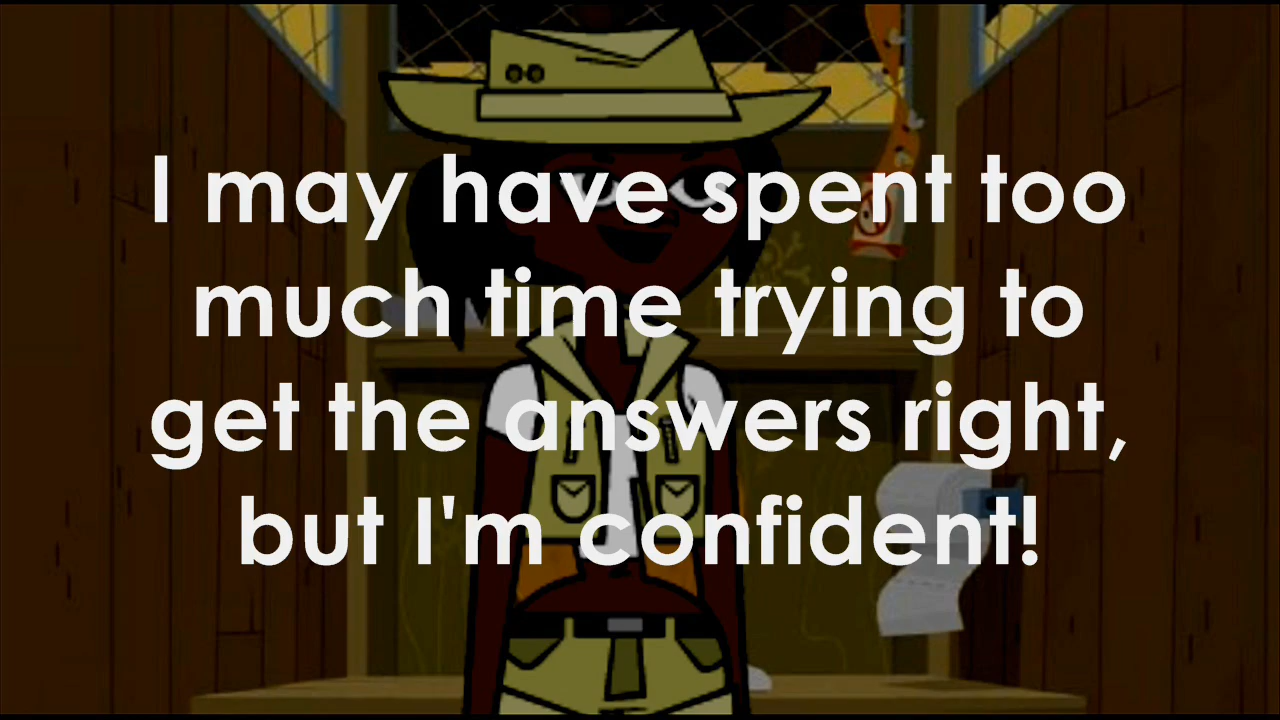 I may have spent too
much time trying to
get the answers right,
but I'm confident!